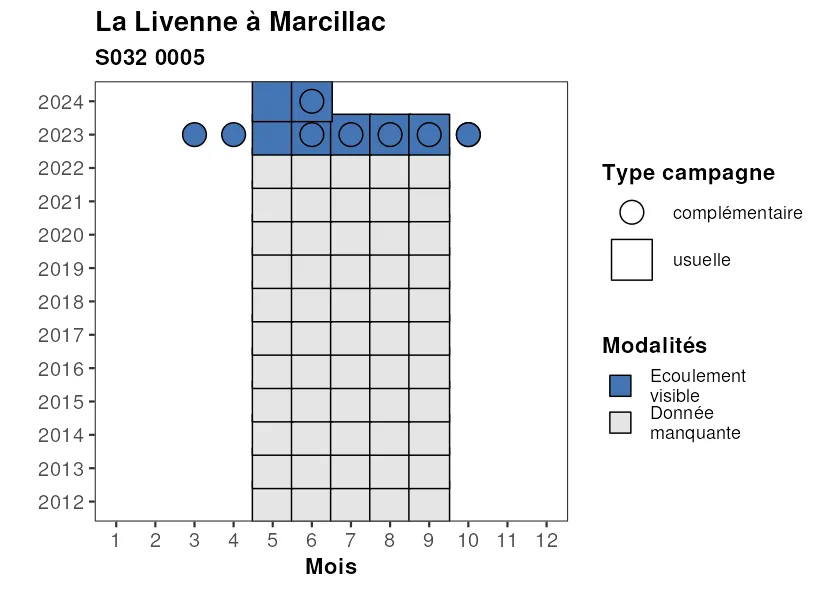 La Livenne à Marcillac
S032 0005
2024
2023
2022
2021
2020
2019
2018
2017
2016
2015
2014
2013
2012
1 2 3 4 5 6 7 8 9 10 11 12
Mois
Type campagne
complémentaire
usuelle
Modalités
Ecoulement
visible
Donnée
manquante